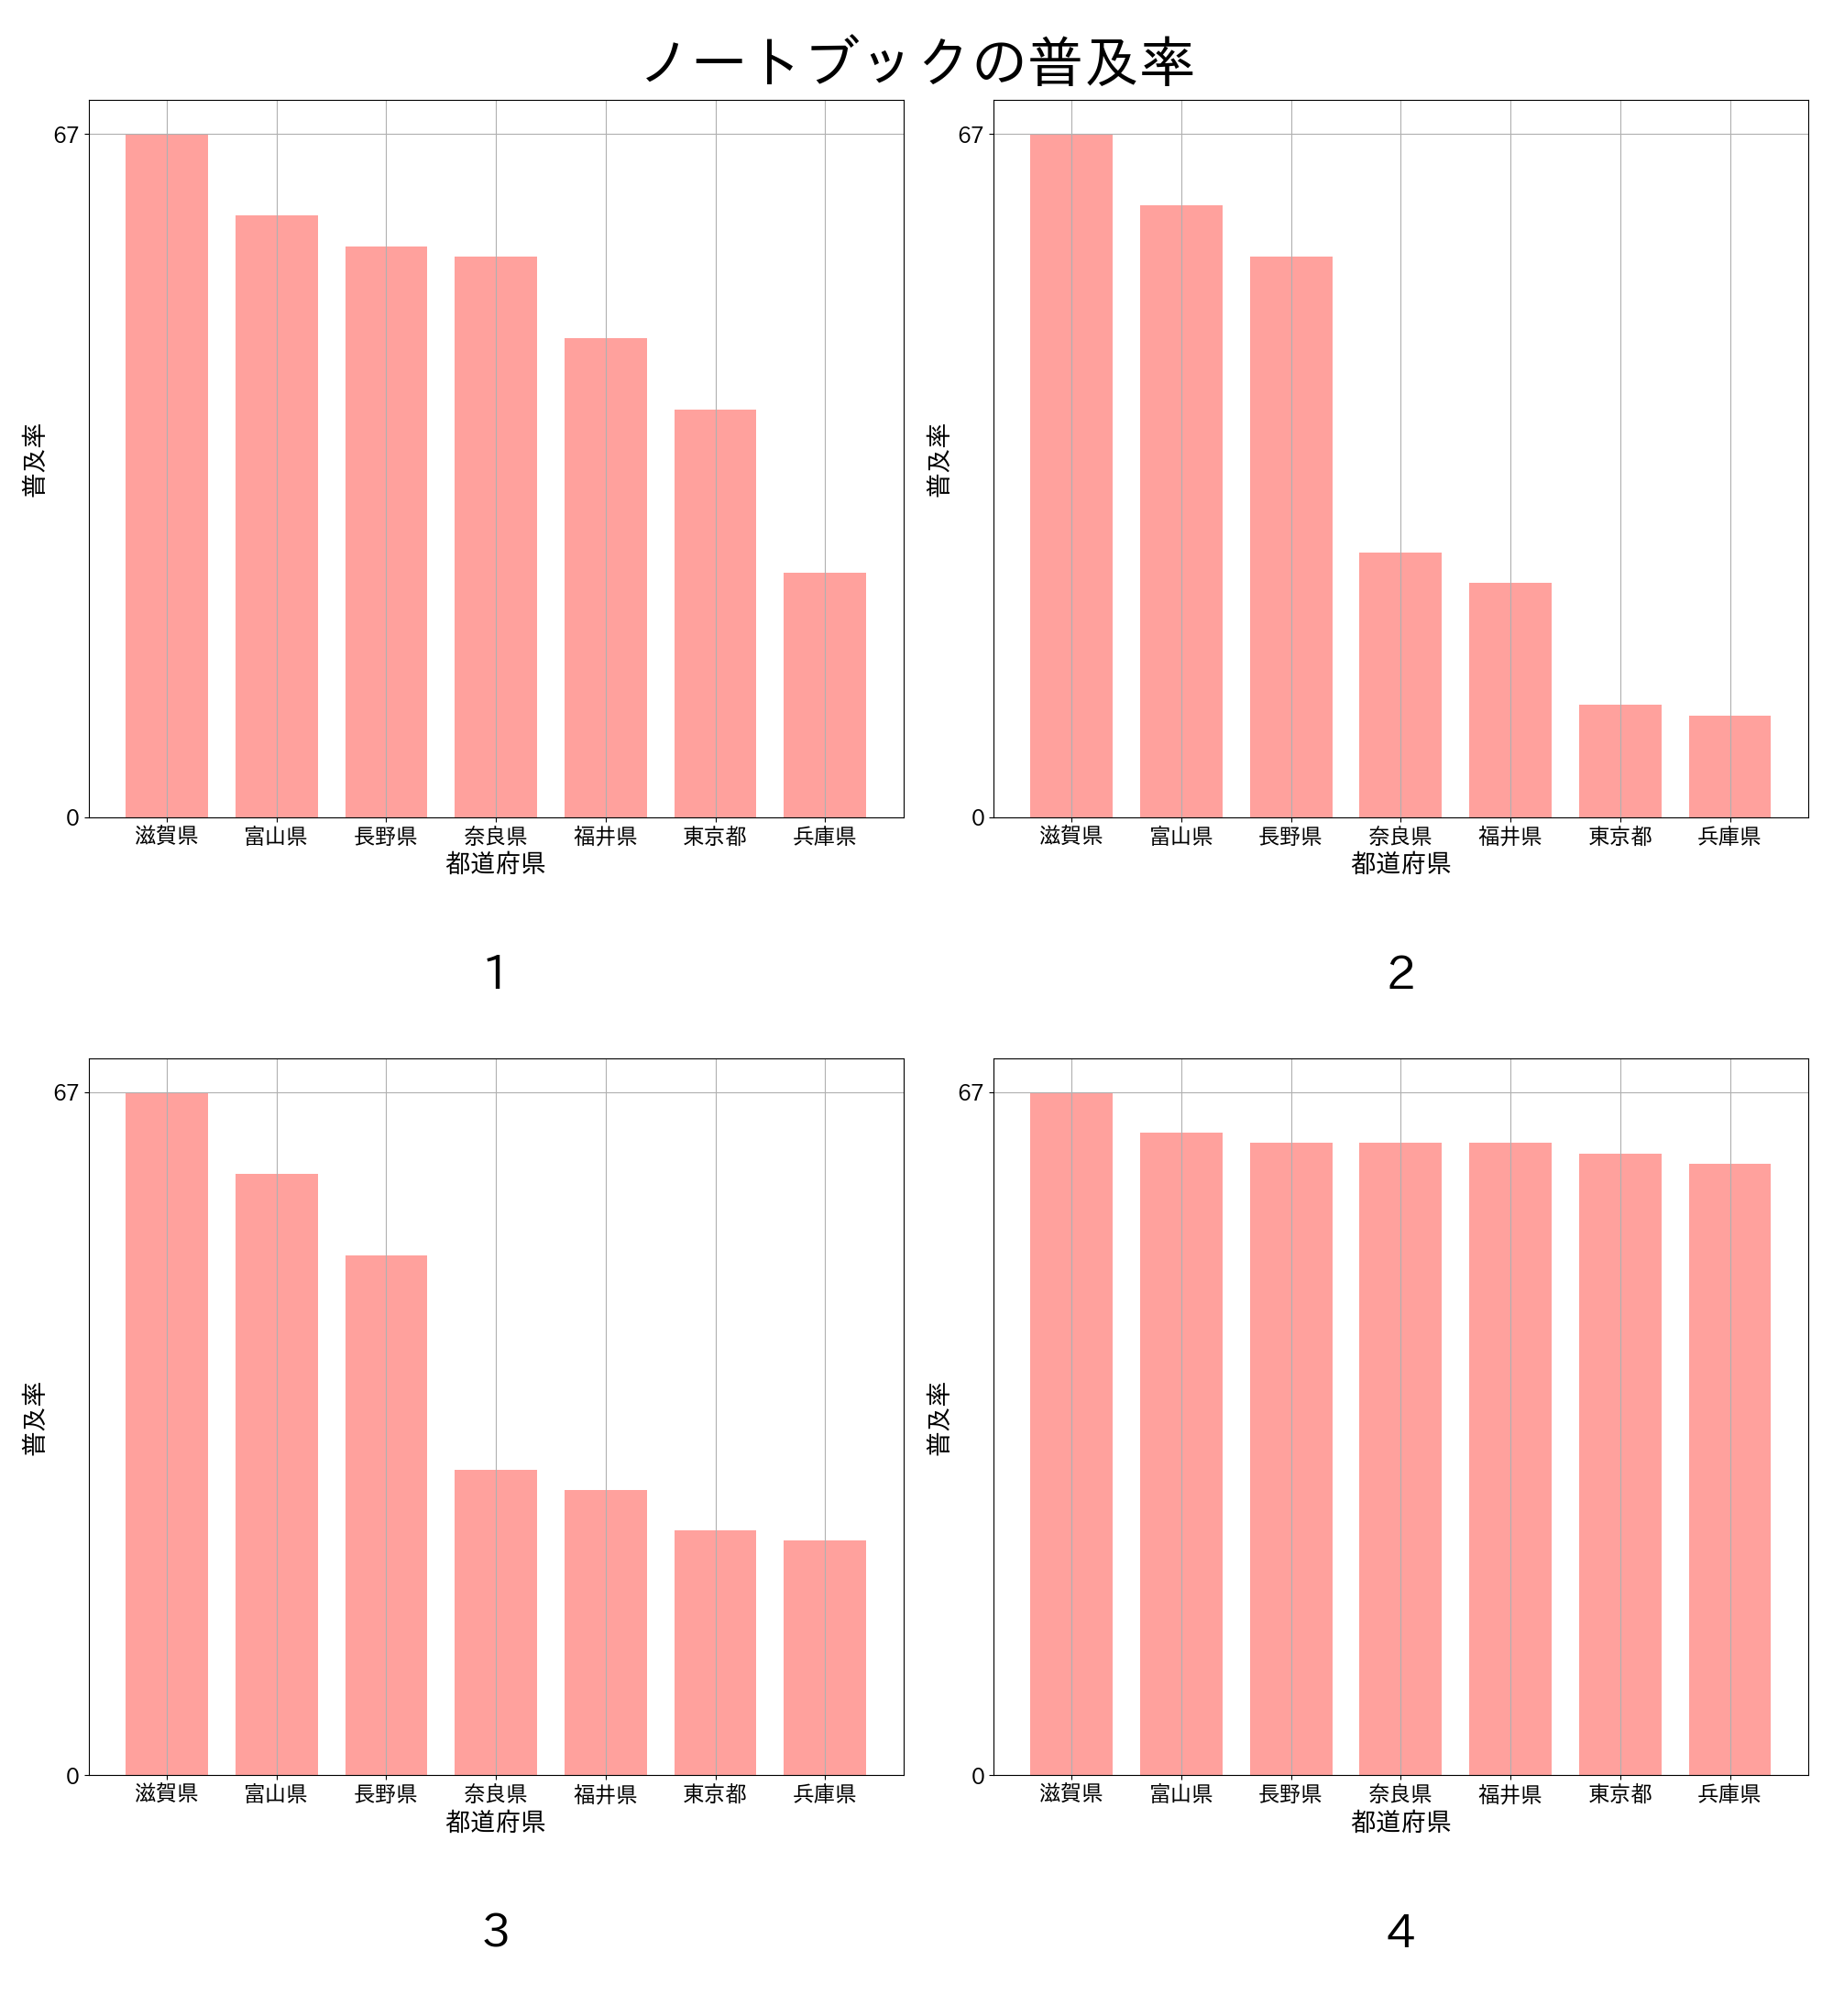 ノートブックの普及率
67
0
普及率
滋賀県 富山県 長野県 奈良県 福井県 東京都 兵庫県
都道府県
1
67
0
普及率
滋賀県 富山県 長野県 奈良県 福井県 東京都 兵庫県
都道府県
2
67
0
普及率
滋賀県 富山県 長野県 奈良県 福井県 東京都 兵庫県
都道府県
3
67
0
普及率
滋賀県 富山県 長野県 奈良県 福井県 東京都 兵庫県
都道府県
4